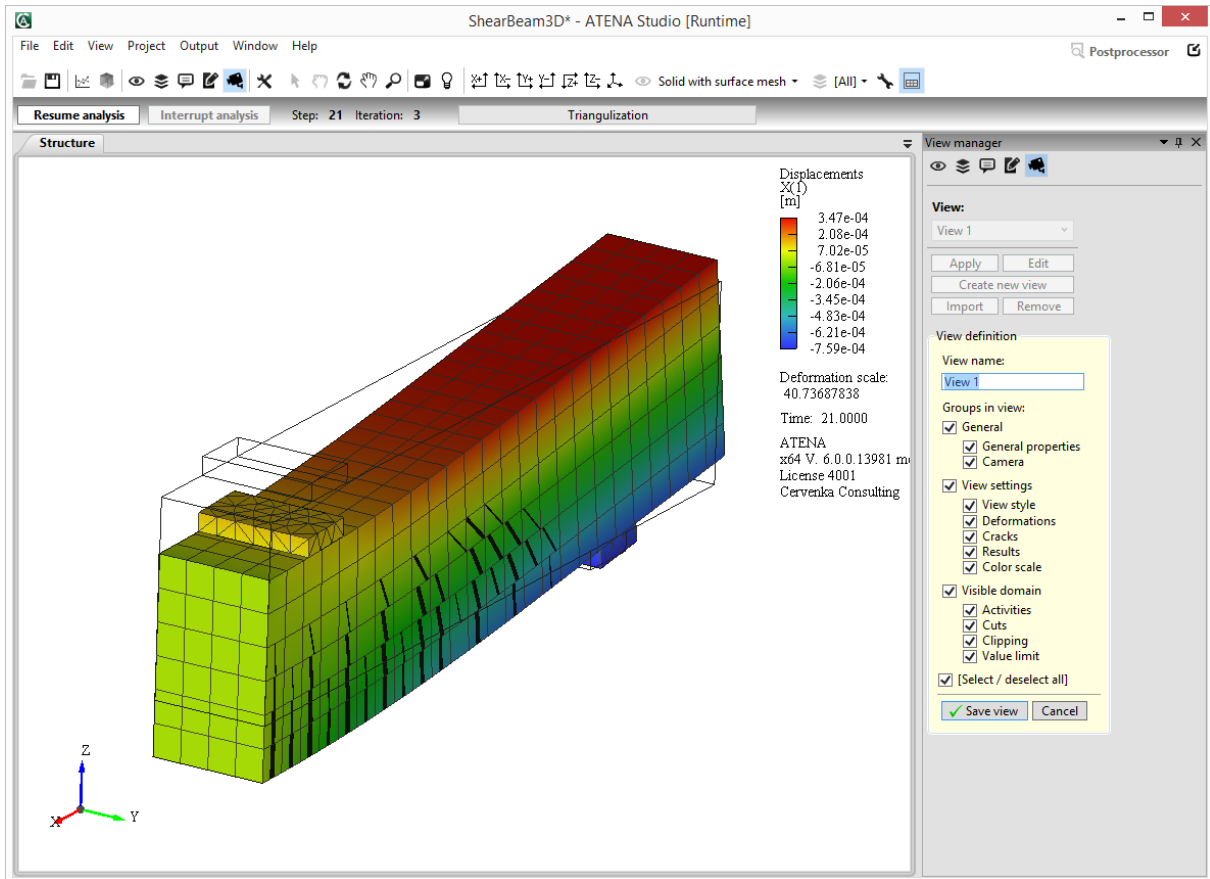 ShearBeam3D* - ATENA Studio [Runtime]
File Edit View Project Output Window Help
Postprocessor
Solid with surface mesh
[All]
Resume analysis Interrupt analysis Step: 21 Iteration: 3 Triangulization
Structure
Displacements
X(1)
[m]
3.47e-04
2.08e-04
7.02e-05
-6.81e-05
-2.06e-04
-3.45e-04
-4.83e-04
-6.21e-04
-7.59e-04
Deformation scale:
40.73687838
Time: 21.0000
ATENA
x64 V. 6.0.0.13981
License 4001
Cervenka Consulting
Z
X
Y
View manager
View:
View 1
Apply Edit
Create new view
Import Remove
View definition
View name:
View 1
Groups in view:
General
General properties
Camera
View settings
View style
Deformations
Cracks
Results
Color scale
Visible domain
Activities
Cuts
Clipping
Value limit
[Select / deselect all]
Save view Cancel